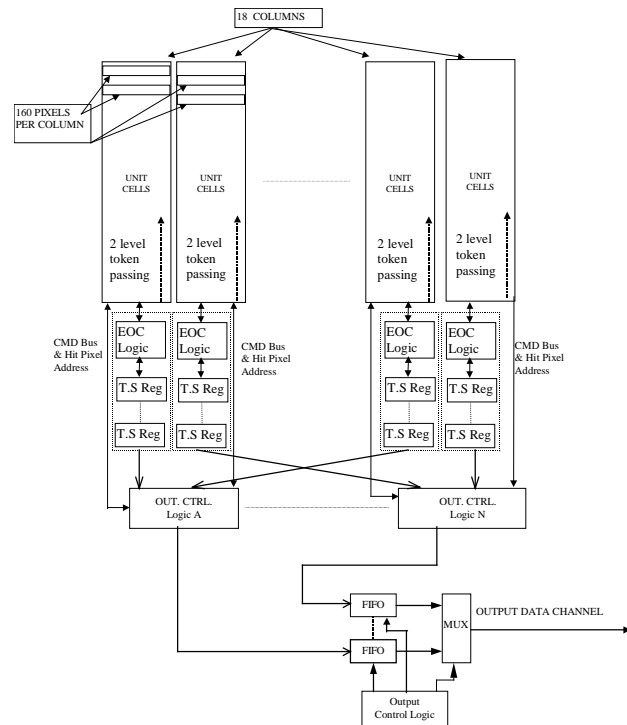 18 COLUMNS
160 PIXELS
PER COLUMN
UNIT
CELLS
UNIT
CELLS
UNIT
CELLS
UNIT
CELLS
2 level
token
passing
2 level
token
passing
2 level
token
passing
2 level
token
passing
CMD Bus
& Hit Pixel
Address
EOC
Logic
EOC
Logic
CMD Bus
& Hit Pixel
Address
EOC
Logic
EOC
Logic
CMD Bus
& Hit Pixel
Address
T.S Reg
T.S Reg
T.S Reg
T.S Reg
T.S Reg
T.S Reg
T.S Reg
T.S Reg
OUT. CTRL.
Logic A
OUT. CTRL.
Logic N
FIFO
FIFO
MUX
OUTPUT DATA CHANNEL
Output
Control Logic